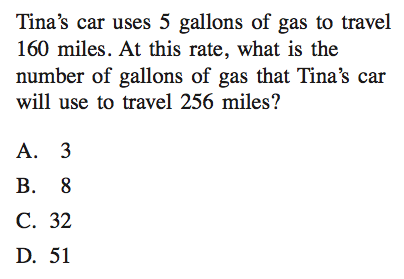 Tina’s car uses 5 gallons of gas to travel
160 miles. At this rate, what is the
number of gallons of gas that Tina’s car
will use to travel 256 miles?
A. 3
B. 8
C. 32
D. 51